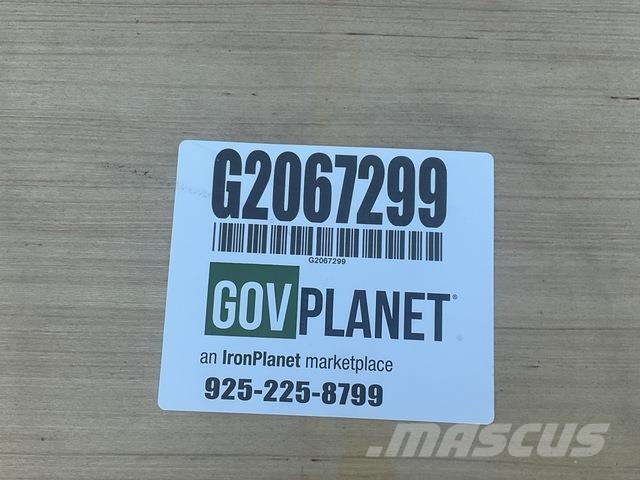 G2067299
G2067299
GOV PLANET®
an IronPlanet marketplace
925-225-8799
.MASCUS